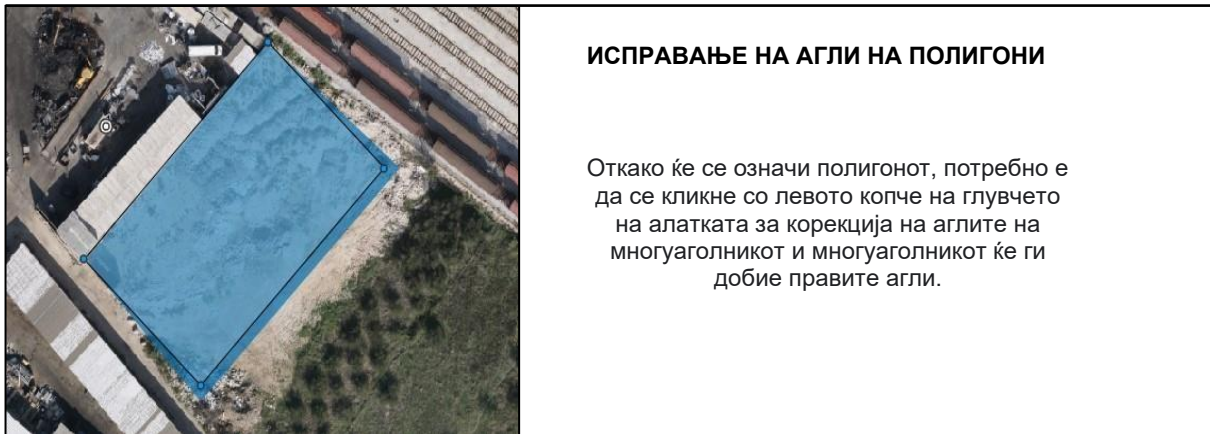 ИСПРАВАЊЕ НА АГЛИ НА ПОЛИГОНИ
Откако ќе се означи полигонот, потребно е
да се кликне со левото копче на глувчето
на алатката за корекција на аглите на
многуаголникот и многуаголникот ќе ги
добие правите агли.